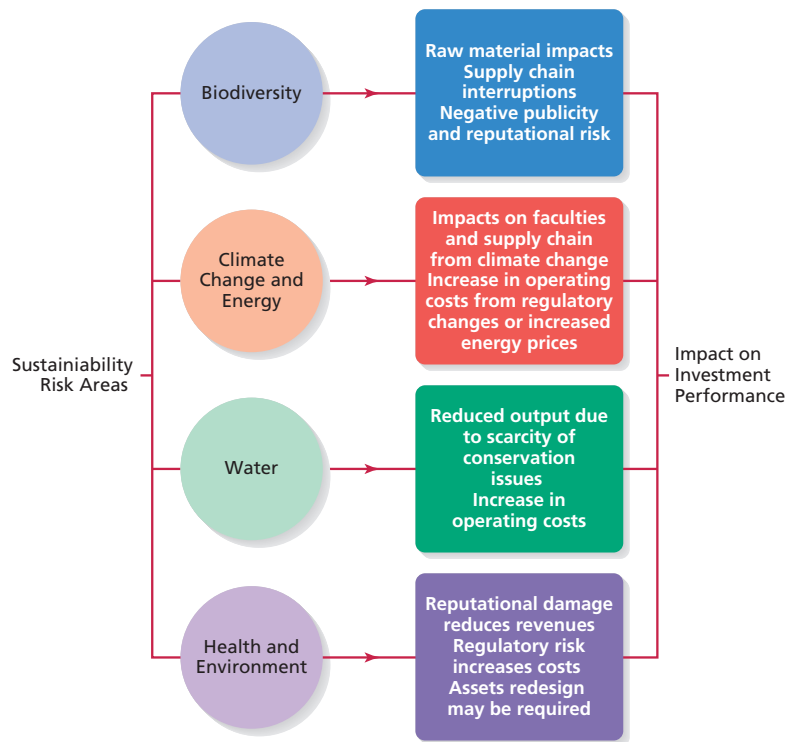 Biodiversity
Raw material impacts
Supply chain
interruptions
Negative publicity
and reputational risk
Climate
Change and
Energy
Impacts on faculties
and supply chain
from climate change
Increase in operating
costs from regulatory
changes or increased
energy prices
Sustainiability
Risk Areas
Impact on
Investment
Performance
Water
Reduced output due
to scarcity of
conservation
issues
Increase in
operating costs
Health and
Environment
Reputational damage
reduces revenues
Regulatory risk
increases costs
Assets redesign
may be required